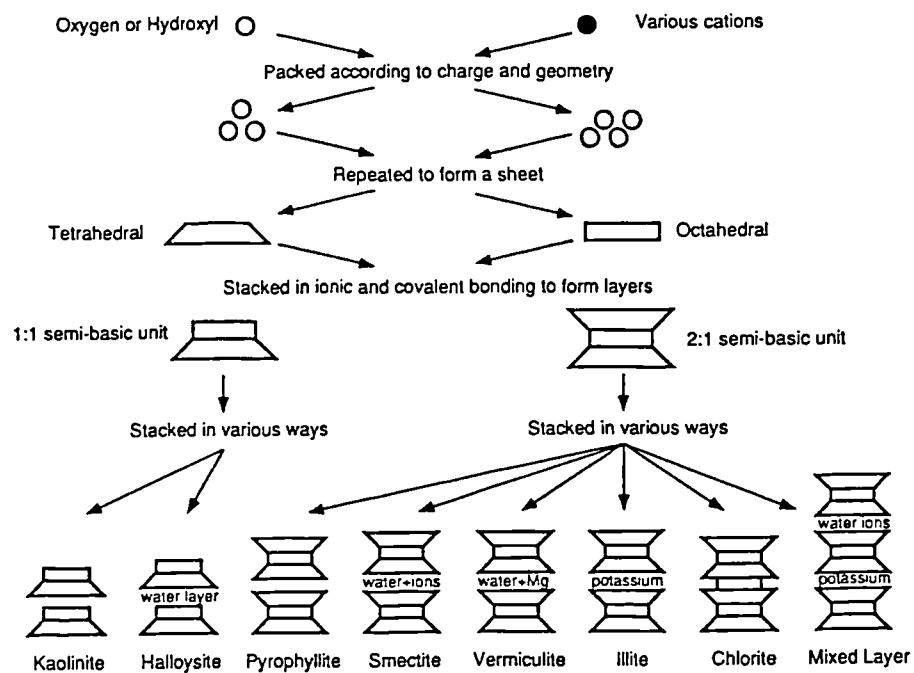 Oxygen or Hydroxyl
Various cations
Packed according to charge and geometry
Repeated to form a sheet
Tetrahedral
Octahedral
Stacked in ionic and covalent bonding to form layers
1:1 semi-basic unit
2:1 semi-basic unit
Stacked in various ways
Stacked in various ways
water ions
water layer
water+ions
water+Mg
potassium
potassium
Kaolinite
Halloysite
Pyrophyllite
Smectite
Vermiculite
Illite
Chlorite
Mixed Layer